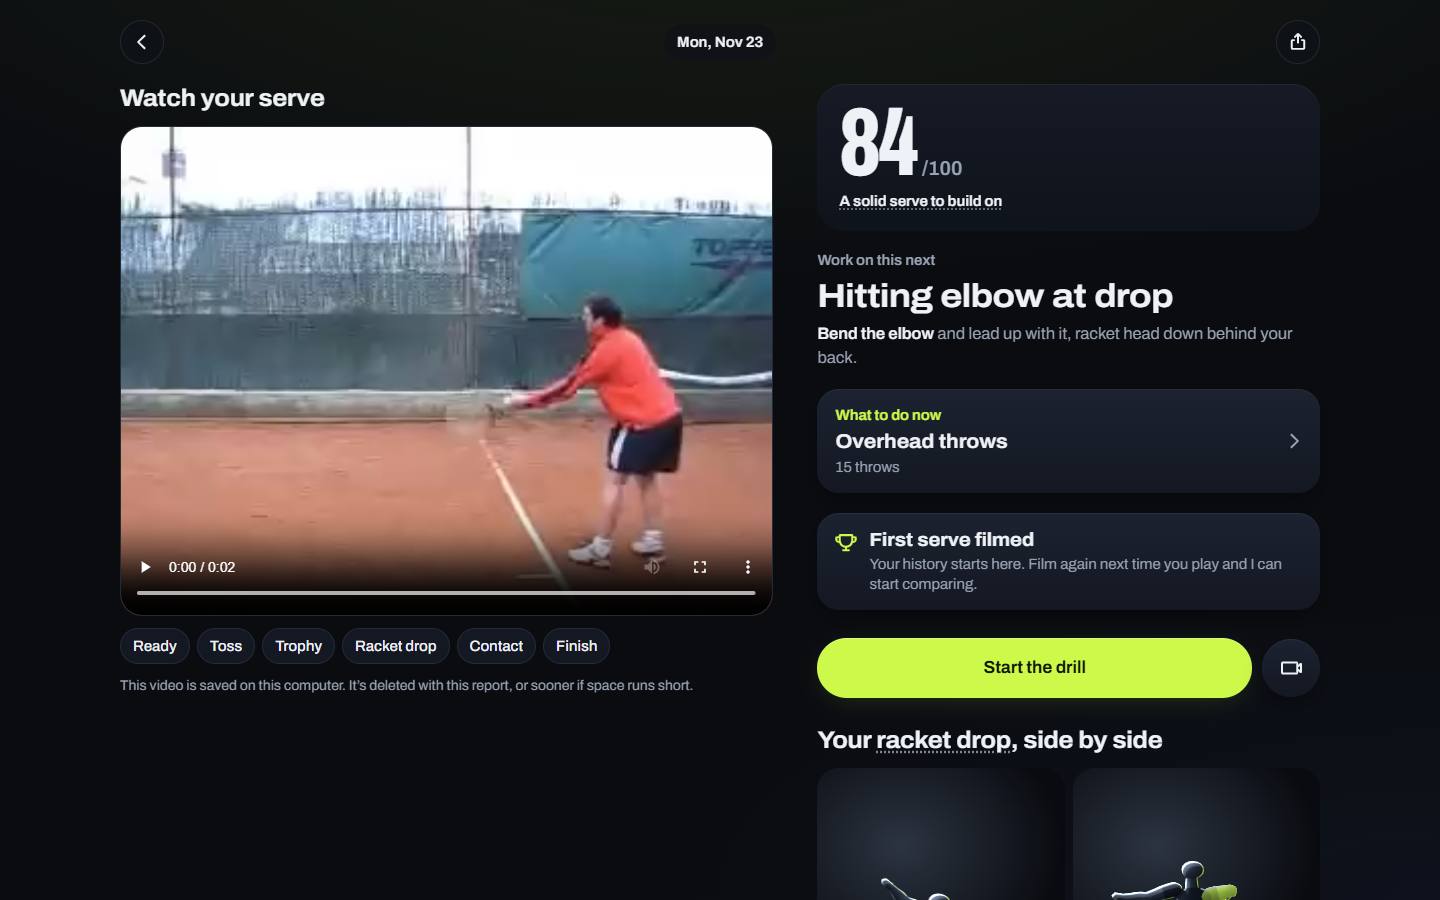 Mon, Nov 23
Watch your serve
TOPPE
0:00 / 0:02
Ready
Toss
Trophy
Racket drop
Contact
Finish
This video is saved on this computer. It’s deleted with this report, or sooner if space runs short.
84
/100
A solid serve to build on
Work on this next
Hitting elbow at drop
Bend the elbow and lead up with it, racket head down behind your
back.
What to do now
Overhead throws
15 throws
First serve filmed
Your history starts here. Film again next time you play and I can
start comparing.
Start the drill
Your racket drop, side by side